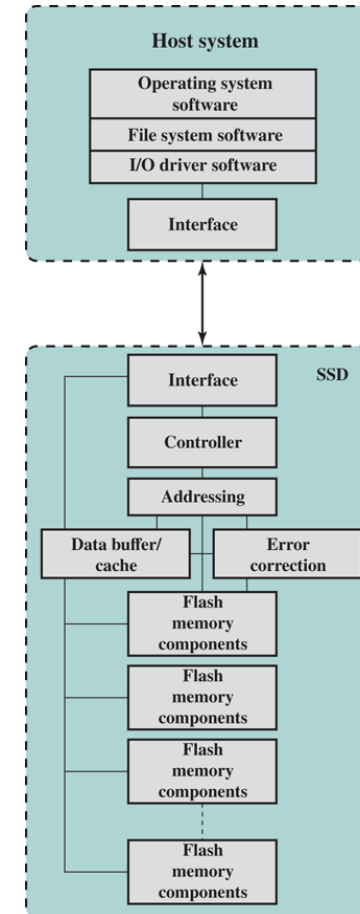 Host system
Operating system
software
File system software
I/O driver software
Interface
SSD
Interface
Controller
Addressing
Data buffer/
cache
Error
correction
Flash
memory
components
Flash
memory
components
Flash
memory
components
Flash
memory
components